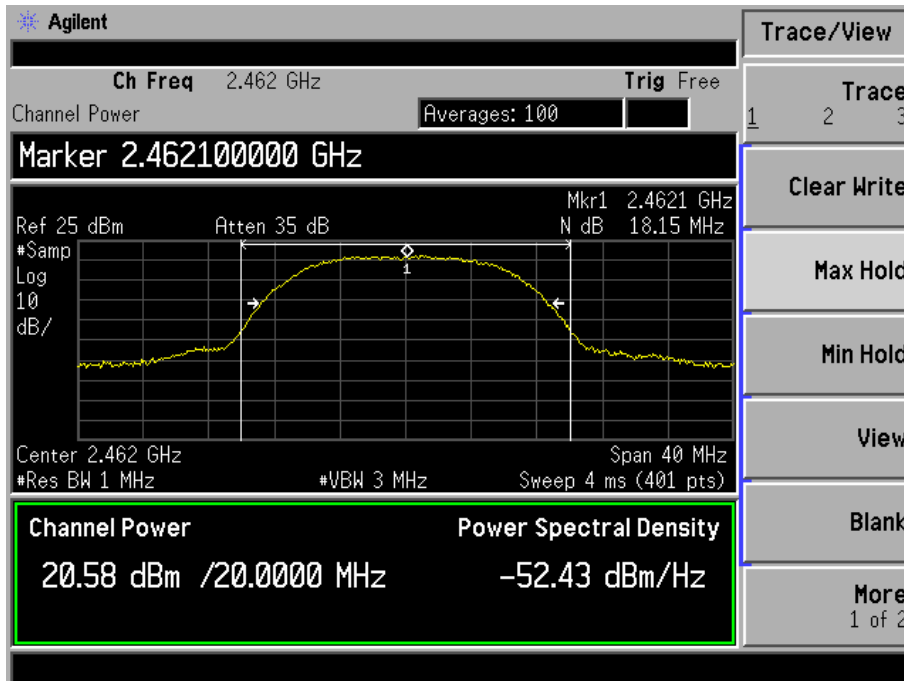 Agilent
Trace/View
Ch Freq 2.462 GHz Trig Free
Channel Power Averages: 100
Trace
1 2 3
Marker 2.462100000 GHz
Clear Write
Mkr1 2.4621 GHz
Ref 25 dBm Atten 35 dB N dB 18.15 MHz
#Samp
Log
10
dB/
1
Max Hold
Min Hold
View
Center 2.462 GHz Span 40 MHz
#Res BW 1 MHz #VBW 3 MHz Sweep 4 ms (401 pts)
Channel Power Power Spectral Density
20.58 dBm /20.0000 MHz -52.43 dBm/Hz
Blank
More
1 of 2